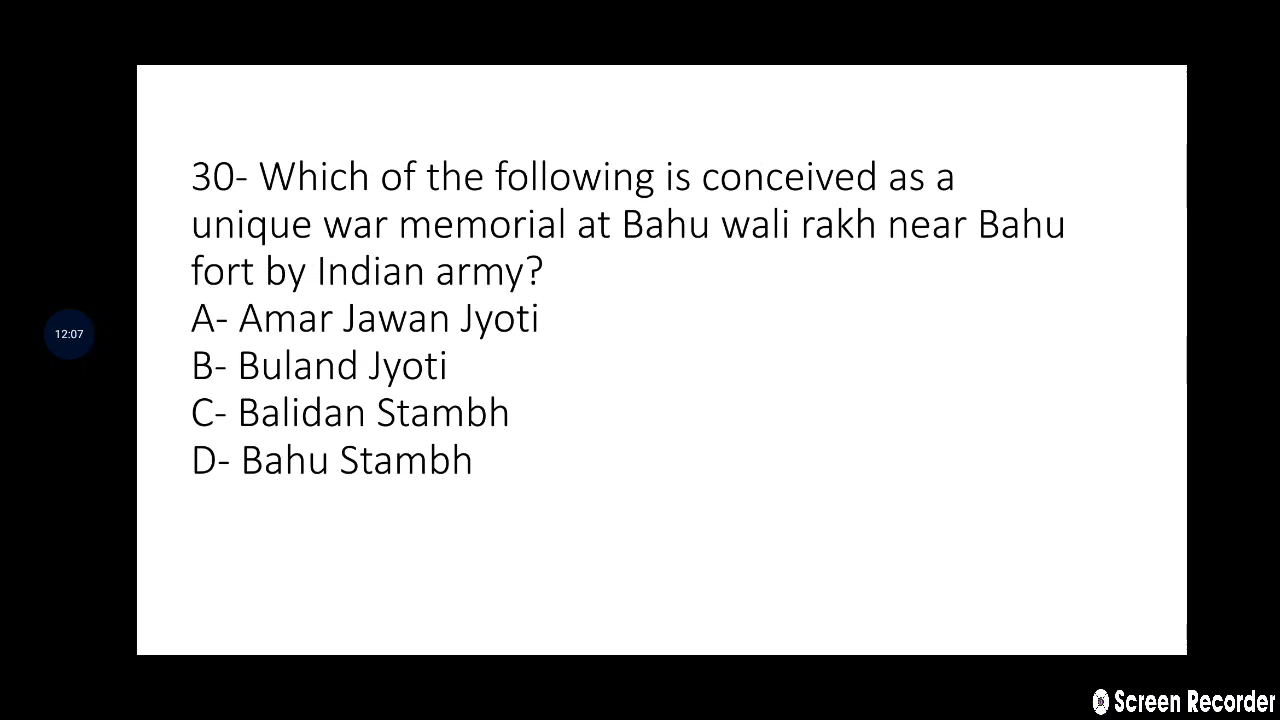 30- Which of the following is conceived as a
unique war memorial at Bahu wali rakh near Bahu
fort by Indian army?
A- Amar Jawan Jyoti
B- Buland Jyoti
C- Balidan Stambh
D- Bahu Stambh
12:07
Screen Recorder